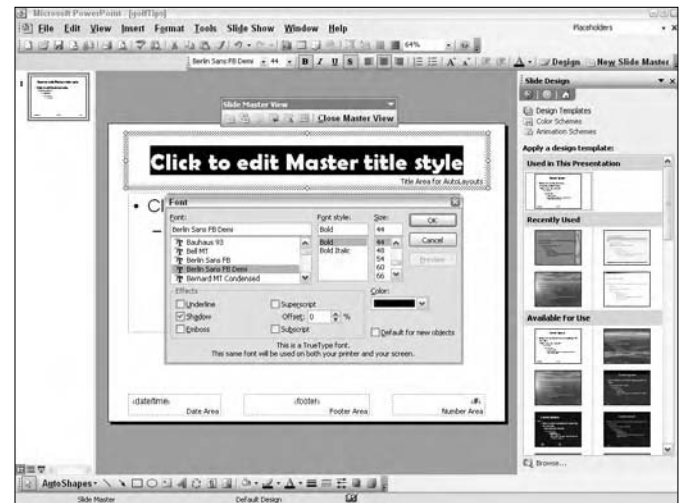 Microsoft PowerPoint - [golfTips]
File Edit View Insert Format Tools Slide Show Window Help
Placeholders
64%
Berlin Sans FB Demi 44 B I U S
Design New Slide Master
1
Slide Master View
Close Master View
Click to edit Master title style
Title Area for AutoLayouts
• Cl
–
Font
Font: Font style: Size:
Berlin Sans FB Demi Bold 44 OK
Bauhaus 93 Bold 44 Cancel
Bell MT Bold Italic 48
Berlin Sans FB 54 Preview
Berlin Sans FB Demi 60
Bernard MT Condensed 66
Effects Color:
Underline Superscript
Shadow Offset: 0 %
Emboss Subscript Default for new objects
This is a TrueType font.
This same font will be used on both your printer and your screen.
<date/time> <footer> <#>
Date Area Footer Area Number Area
Slide Design
Design Templates
Color Schemes
Animation Schemes
Apply a design template:
Used in This Presentation
Recently Used
Available For Use
Browse...
AutoShapes
Slide Master Default Design